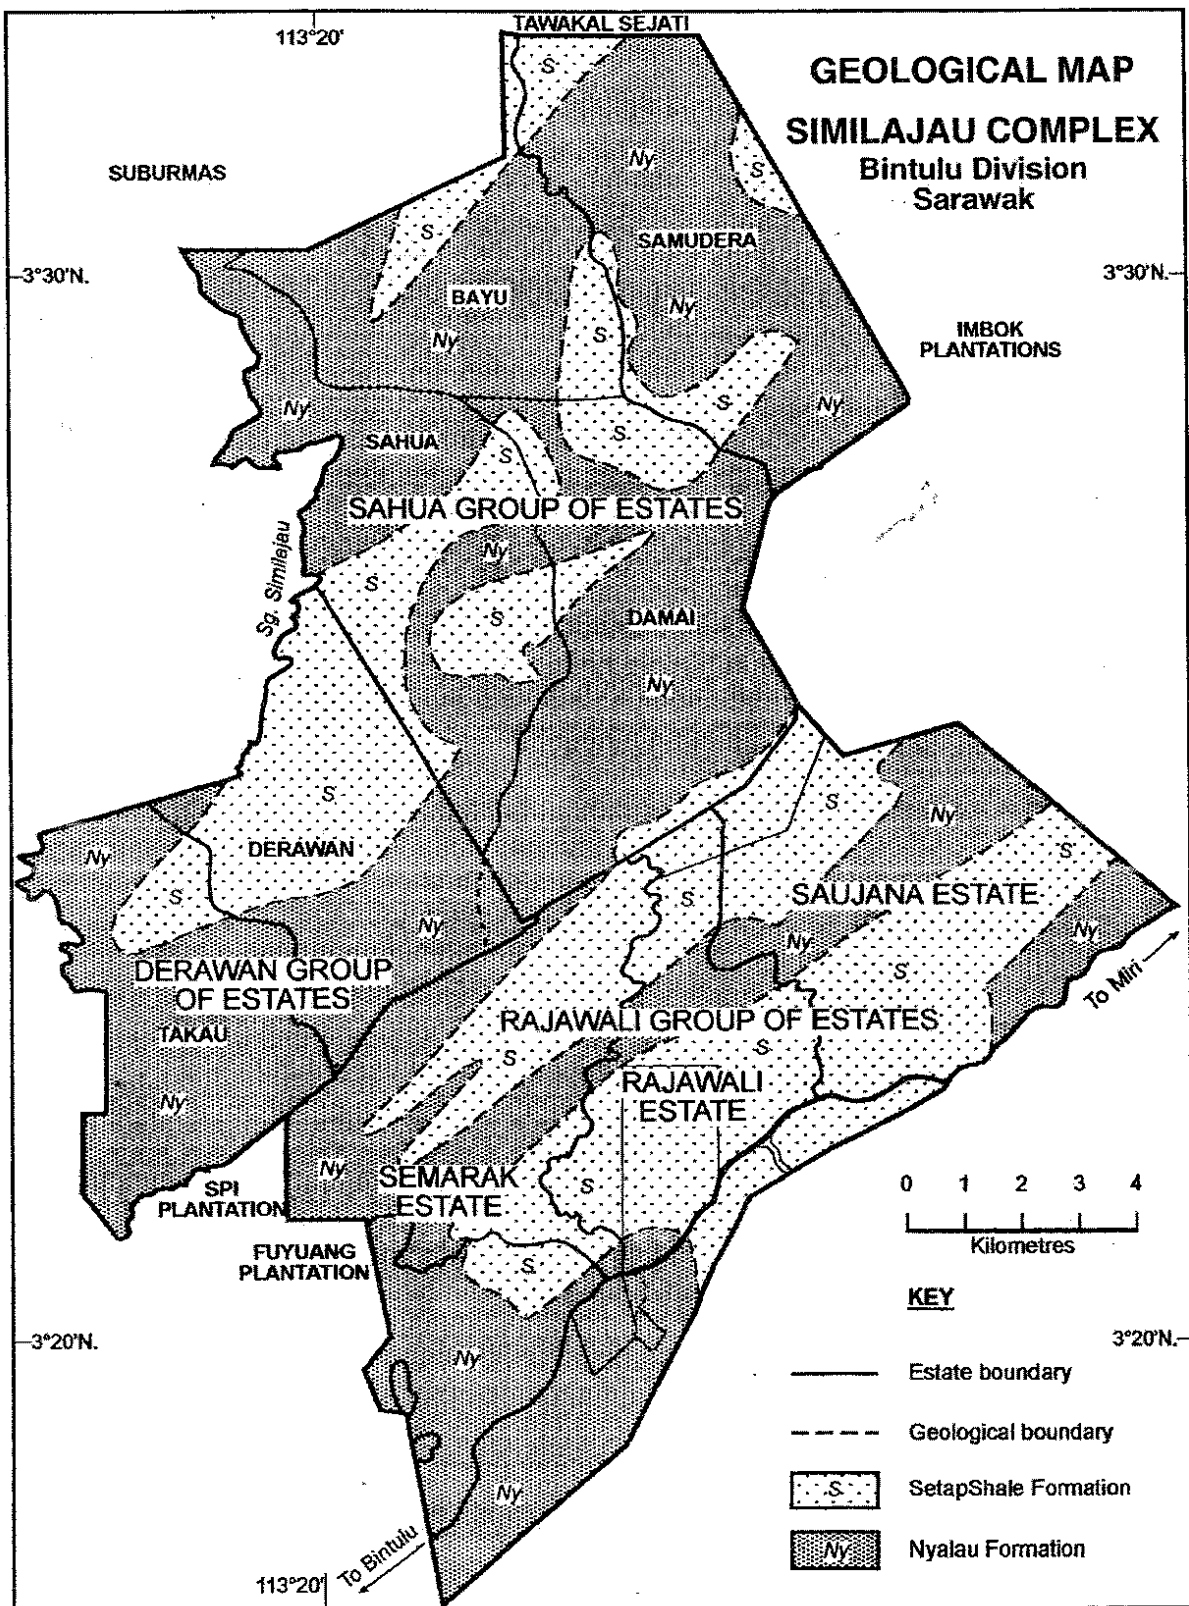 TAWAKAL SEJATI
113°20'
GEOLOGICAL MAP
SIMILAJAU COMPLEX
Bintulu Division
Sarawak
S
Ny
S
SUBURMAS
S
SAMUDERA
3°30'N.
3°30'N.
BAYU
Ny
S
Ny
IMBOK
PLANTATIONS
Ny
S
Ny
SAHUA
S
S
SAHUA GROUP OF ESTATES
Ny
Sg. Similajau
S
S
DAMAI
Ny
S
S
Ny
Ny
DERAWAN
S
S
S
SAUJANA ESTATE
Ny
Ny
Ny
DERAWAN GROUP
OF ESTATES
S
To Miri
TAKAU
RAJAWALI GROUP OF ESTATES
S
S
RAJAWALI
ESTATE
Ny
Ny
SEMARAK
ESTATE
S
SPI
PLANTATION
0 1 2 3 4
Kilometres
FUYUANG
PLANTATION
S
KEY
3°20'N.
3°20'N.
Ny
Estate boundary
Geological boundary
S
SetapShale Formation
Ny
Ny
Nyalau Formation
To Bintulu
113°20'